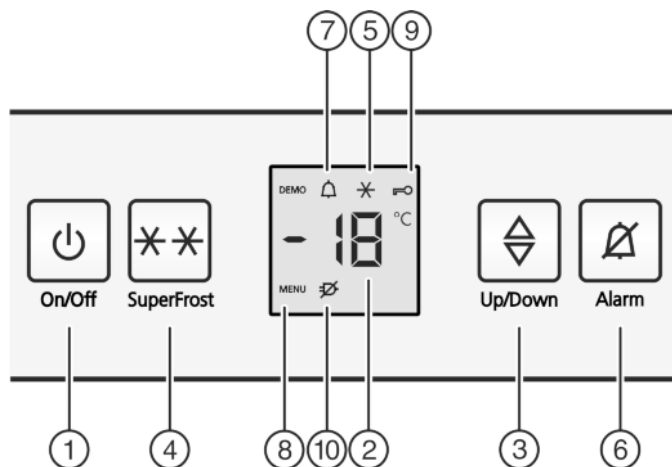 7 5 9
DEMO
-18 °C
MENU
On/Off SuperFrost Up/Down Alarm
1 4 8 10 2 3 6